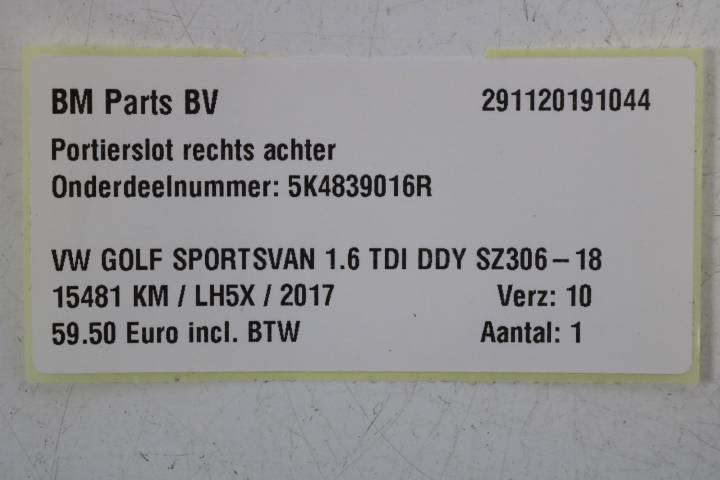 BM Parts BV 291120191044
Portierslot rechts achter
Onderdeelnummer: 5K4839016R
VW GOLF SPORTSVAN 1.6 TDI DDY SZ306-18
15481 KM / LH5X / 2017 Verz: 10
59.50 Euro incl. BTW Aantal: 1